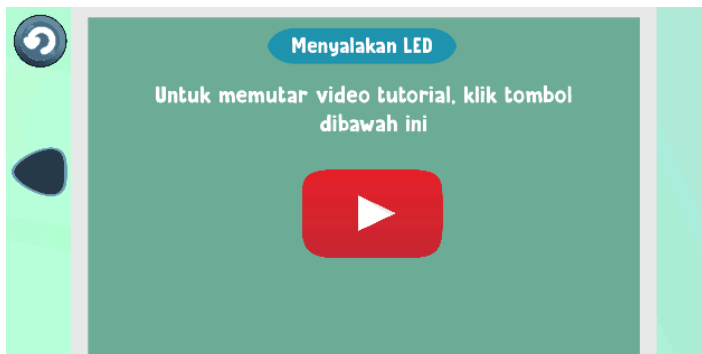 Menyalakan LED
Untuk memutar video tutorial, klik tombol
dibawah ini